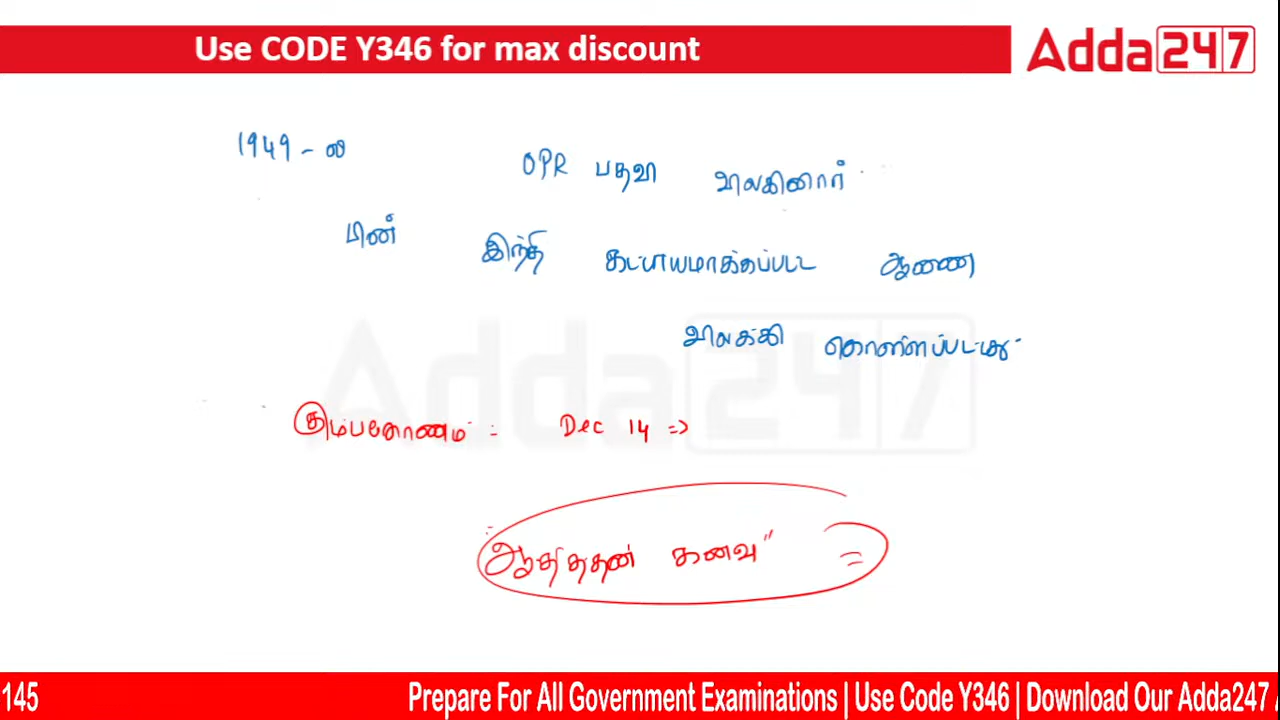 Use CODE Y346 for max discount
Adda247
1949 - ல OPR பதவி விலகினார்
பின் இந்தி கட்டாயமாக்கப்பட்ட ஆணை
விலக்கி கொள்ளப்பட்டது
கும்பகோணம் : Dec 14 =>
ஆதித்தன் கனவு" =
Adda247
145 Prepare For All Government Examinations | Use Code Y346 | Download Our Adda247